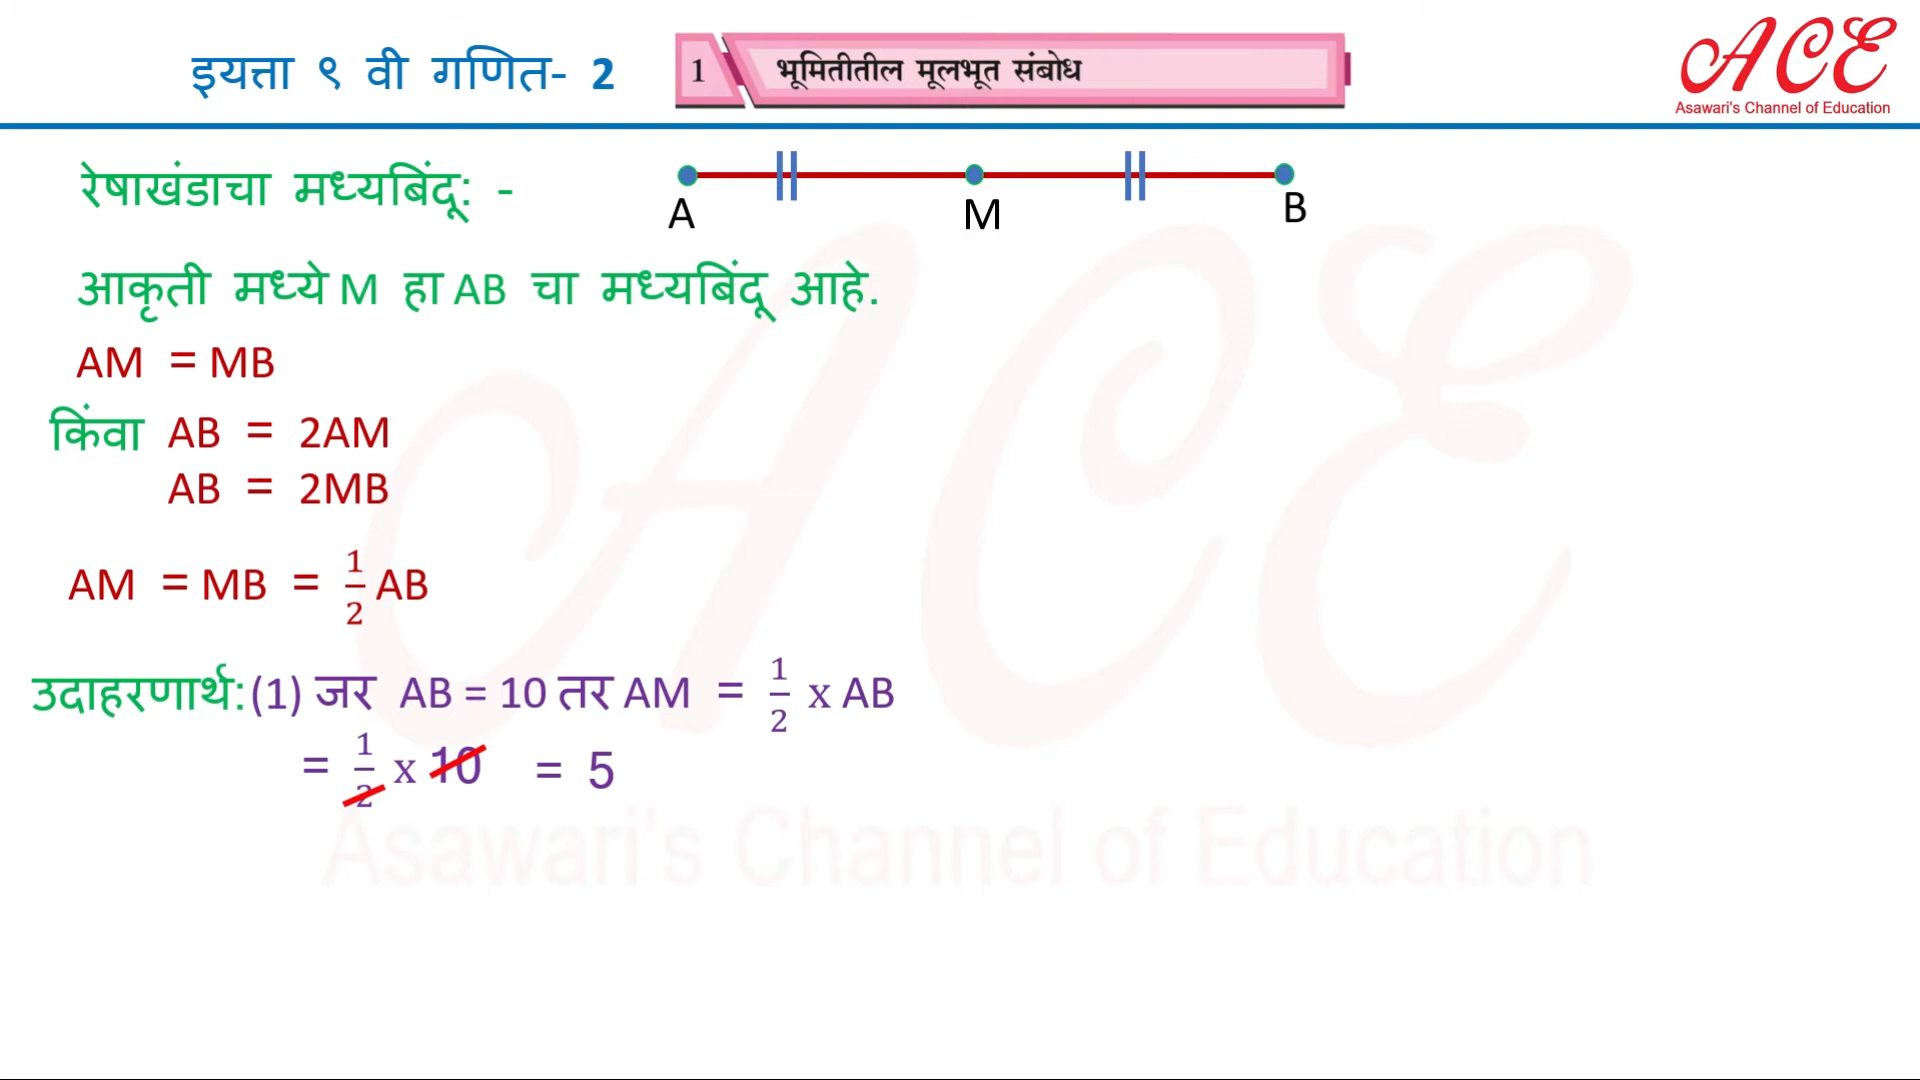 इयत्ता ९ वी गणित- 2
1 भूमितीतील मूलभूत संबोध
ACE
Asawari's Channel of Education
रेषाखंडाचा मध्यबिंदू: -
A M B
आकृती मध्ये M हा AB चा मध्यबिंदू आहे.
AM = MB
किंवा AB = 2AM
AB = 2MB
AM = MB = 1/2 AB
उदाहरणार्थ: (1) जर AB = 10 तर AM = 1/2 x AB
= 1/2 x 10 = 5
ACE
Asawari's Channel of Education